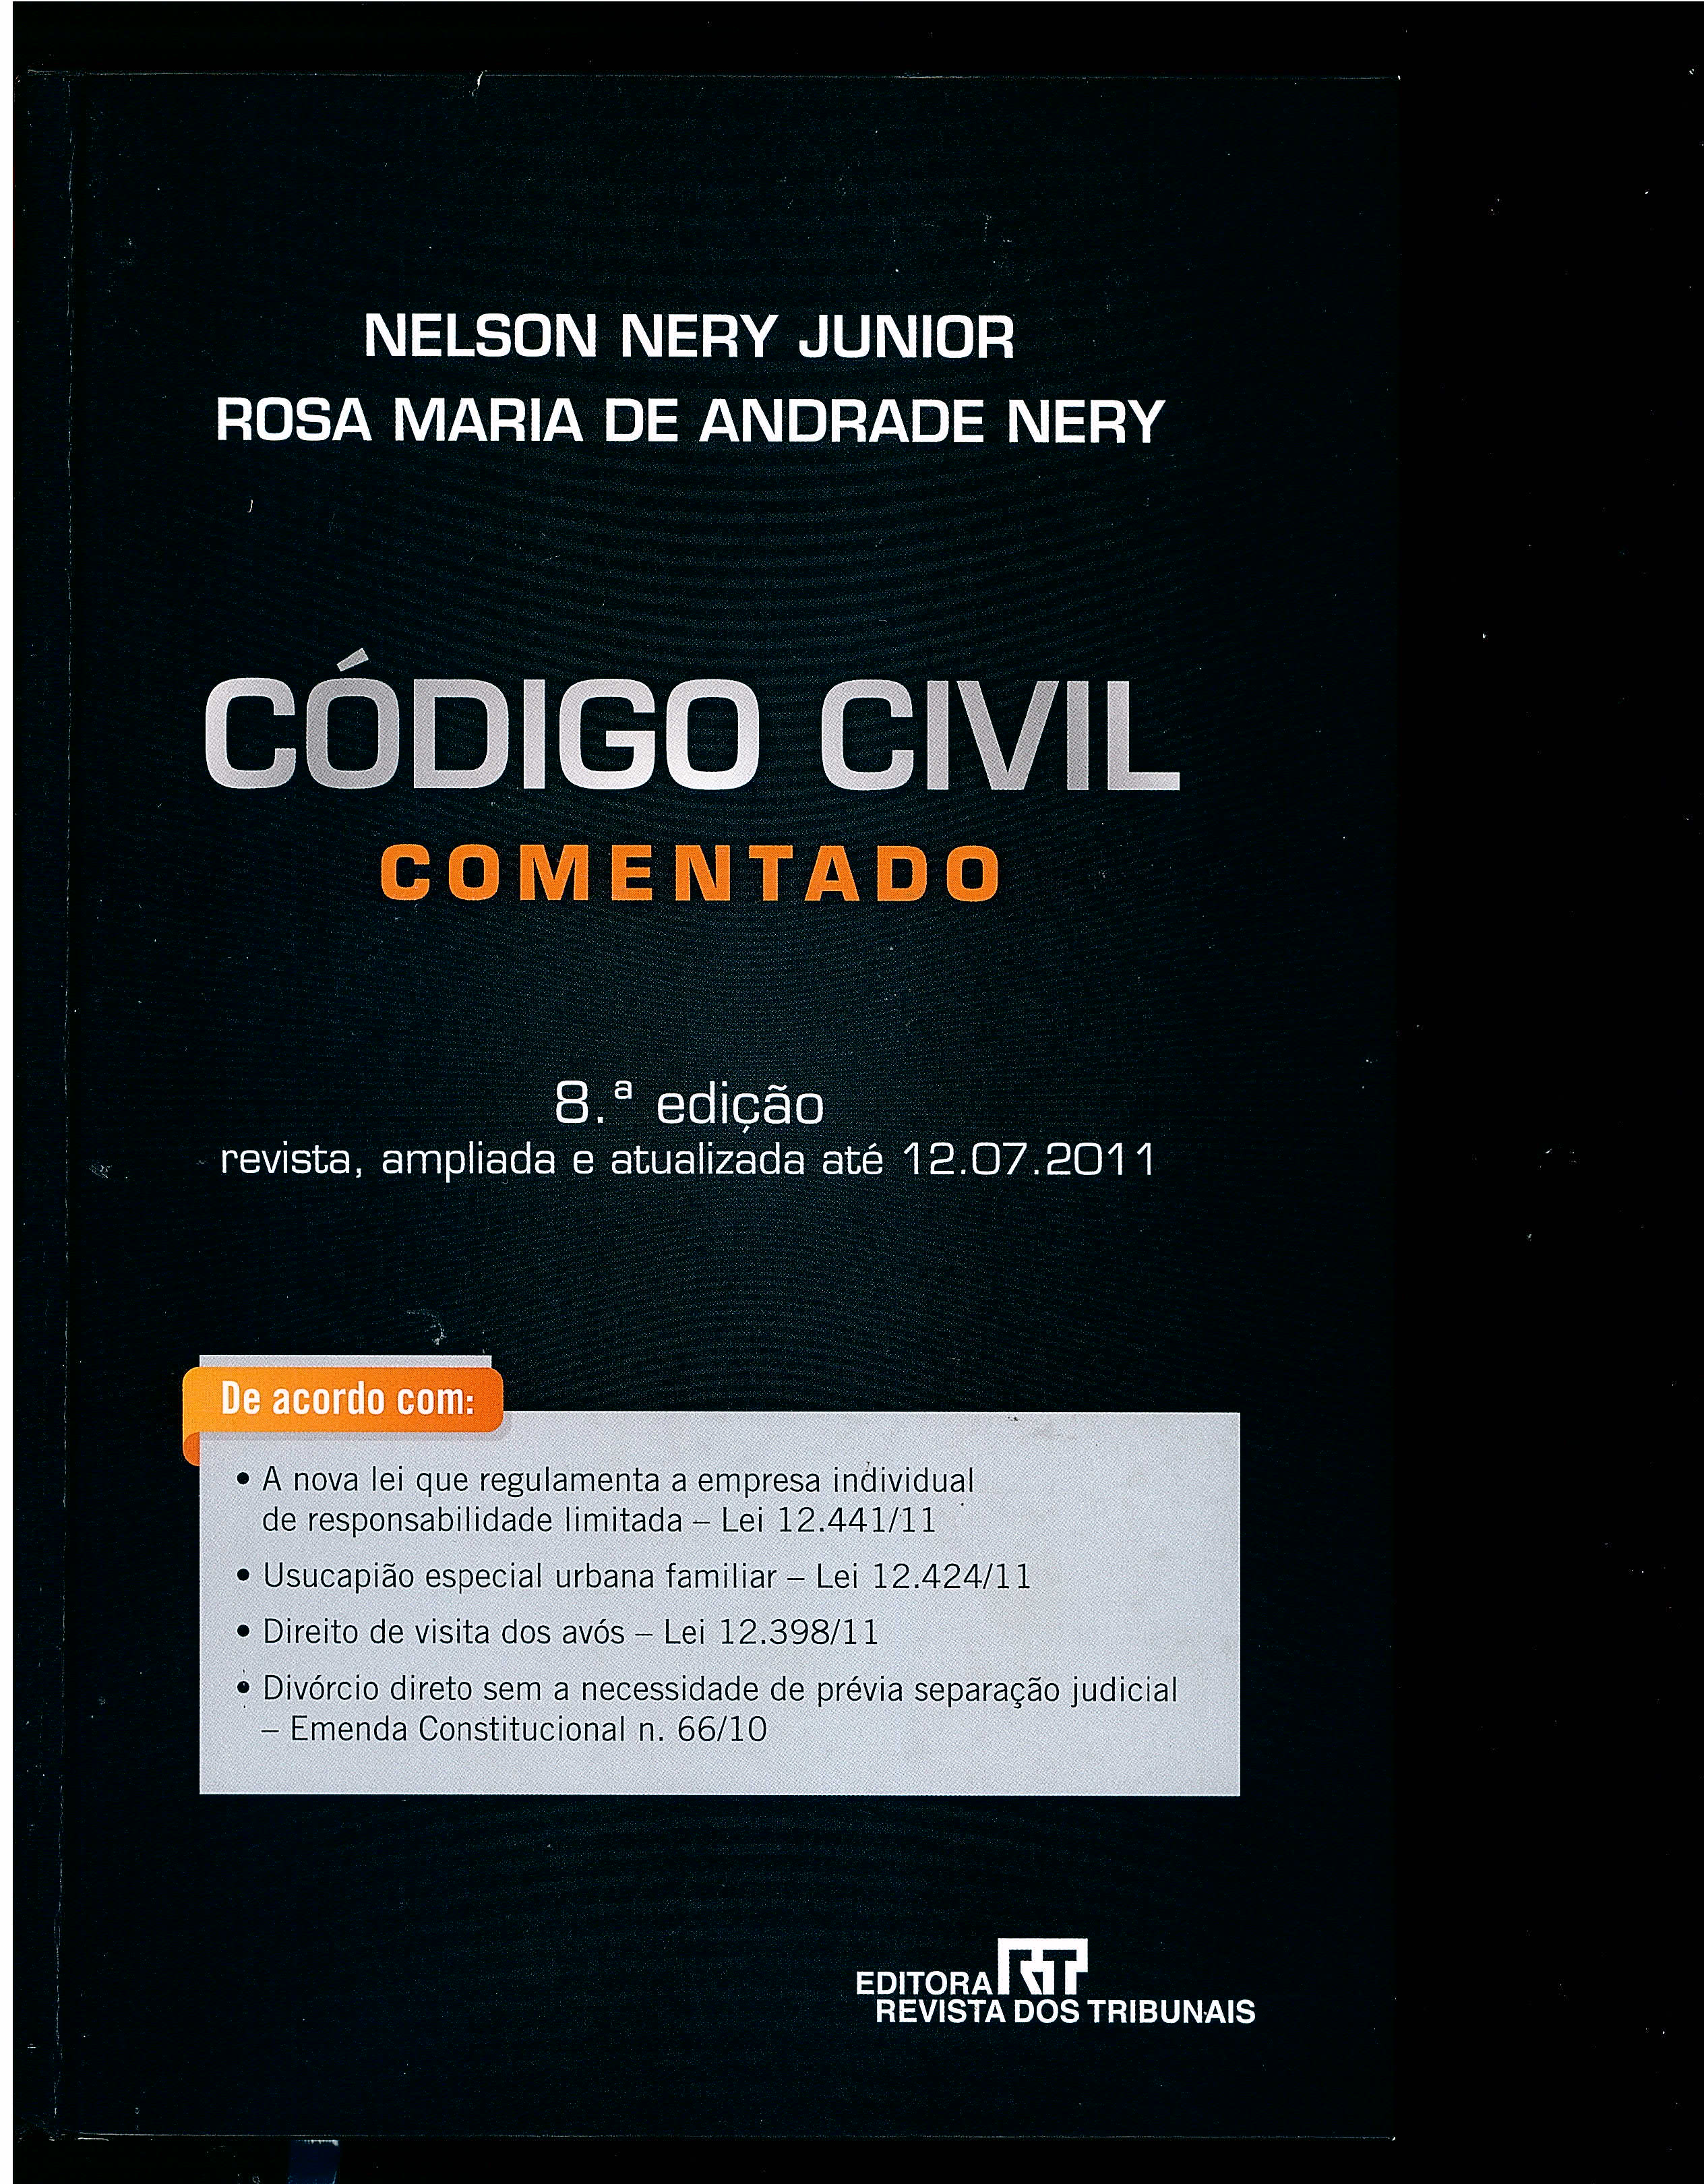 NELSON NERY JUNIOR
ROSA MARIA DE ANDRADE NERY
CÓDIGO CIVIL
COMENTADO
8.ª edição
revista, ampliada e atualizada até 12.07.2011
De acordo com:
• A nova lei que regulamenta a empresa individual
de responsabilidade limitada – Lei 12.441/11
• Usucapião especial urbana familiar – Lei 12.424/11
• Direito de visita dos avós – Lei 12.398/11
• Divórcio direto sem a necessidade de prévia separação judicial
– Emenda Constitucional n. 66/10
EDITORA RT
REVISTA DOS TRIBUNAIS